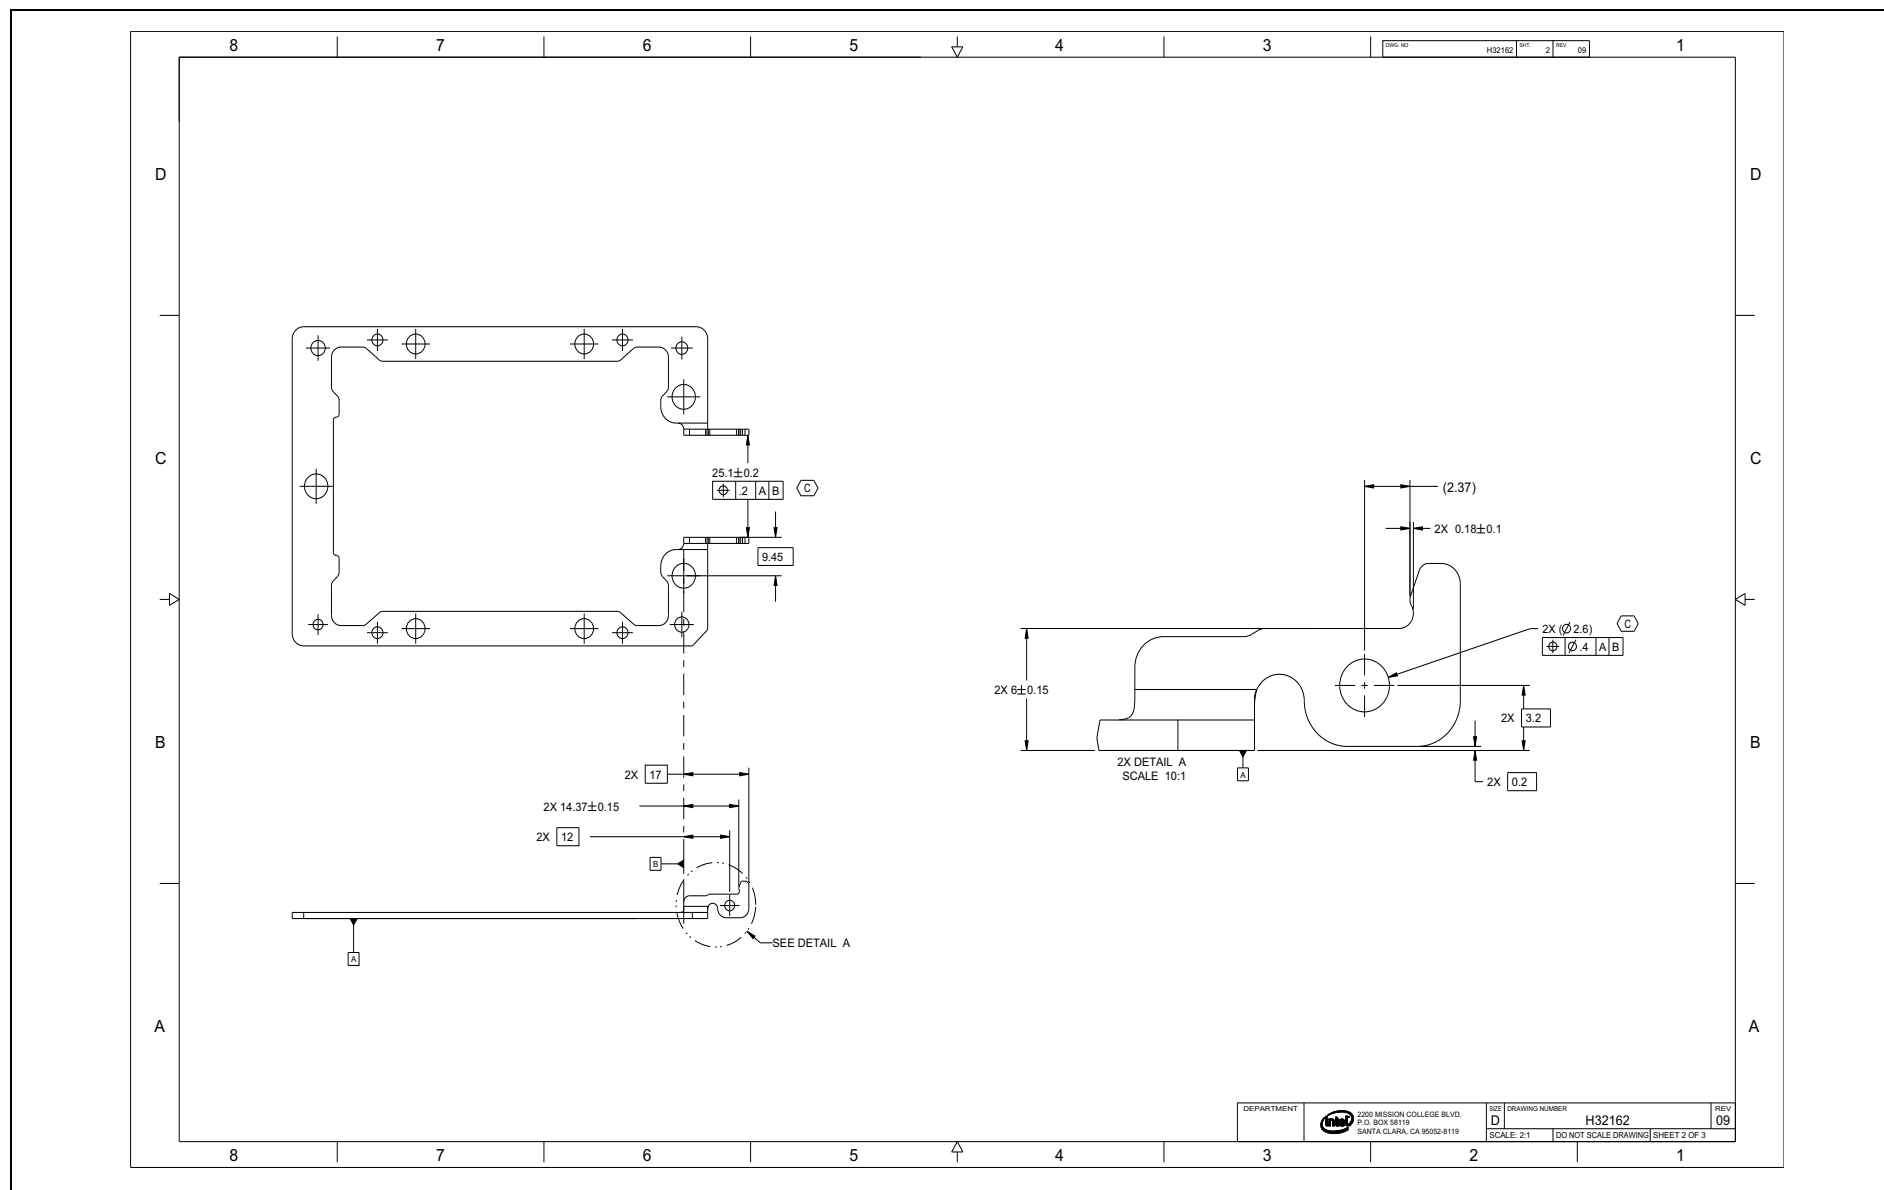 8 7 6 5 4 3 2 1
DWG. NO H32162 SHT. 2 REV 09
D D
25.1±0.2
⌖ .2 A B C
9.45
C C
(2.37)
2X 0.18±0.1
2X (Ø2.6) C
⌖ Ø.4 A B
2X 6±0.15
2X 3.2
2X 0.2
2X DETAIL A
SCALE 10:1
A
B B
2X 17
2X 14.37±0.15
2X 12
B
SEE DETAIL A
A
A A
DEPARTMENT
intel
2200 MISSION COLLEGE BLVD.
P.O. BOX 58119
SANTA CLARA, CA 95052-8119
SIZE D DRAWING NUMBER H32162 REV 09
SCALE: 2:1 DO NOT SCALE DRAWING SHEET 2 OF 3
8 7 6 5 4 3 2 1